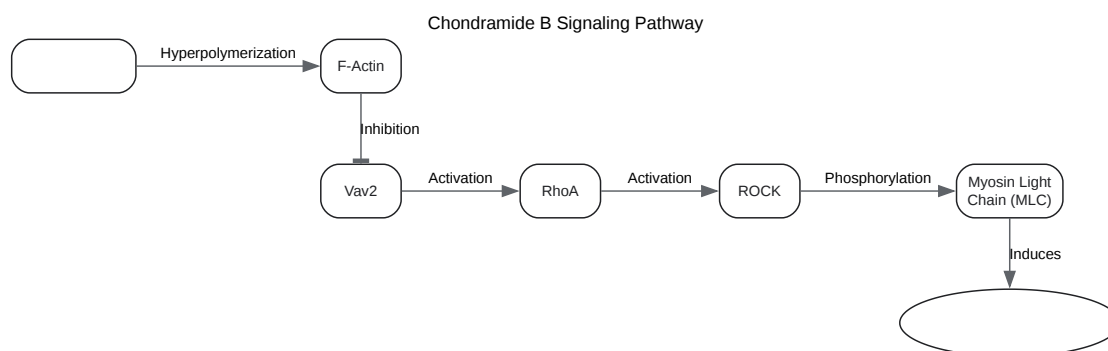 Chondramide B Signaling Pathway
Hyperpolymerization
F-Actin
Inhibition
Vav2
Activation
RhoA
Activation
ROCK
Phosphorylation
Myosin Light
Chain (MLC)
Induces